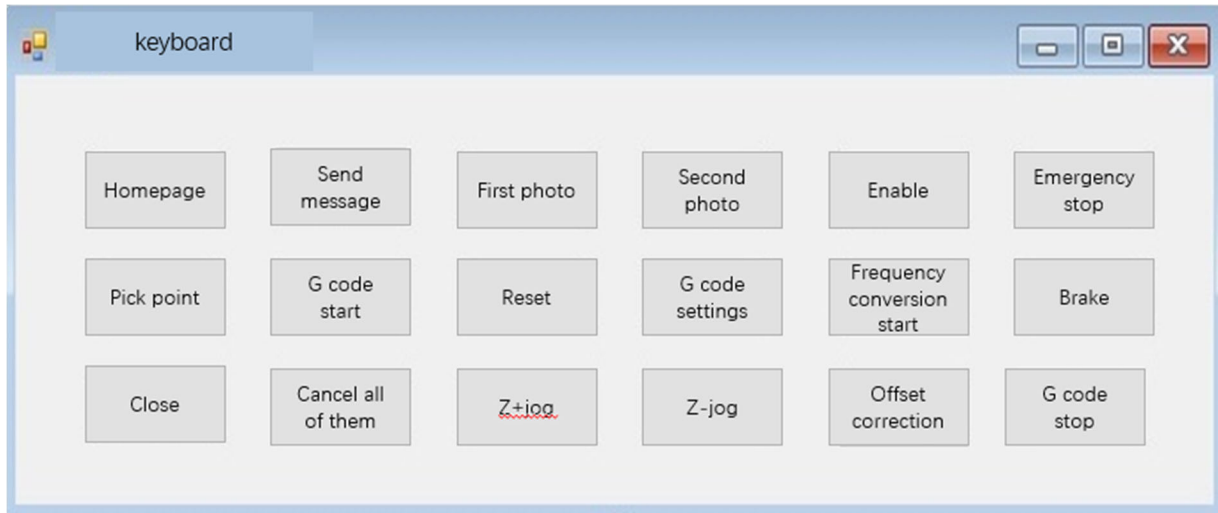 keyboard
Homepage
Send
message
First photo
Second
photo
Enable
Emergency
stop
Pick point
G code
start
Reset
G code
settings
Frequency
conversion
start
Brake
Close
Cancel all
of them
Z+jog
Z-jog
Offset
correction
G code
stop